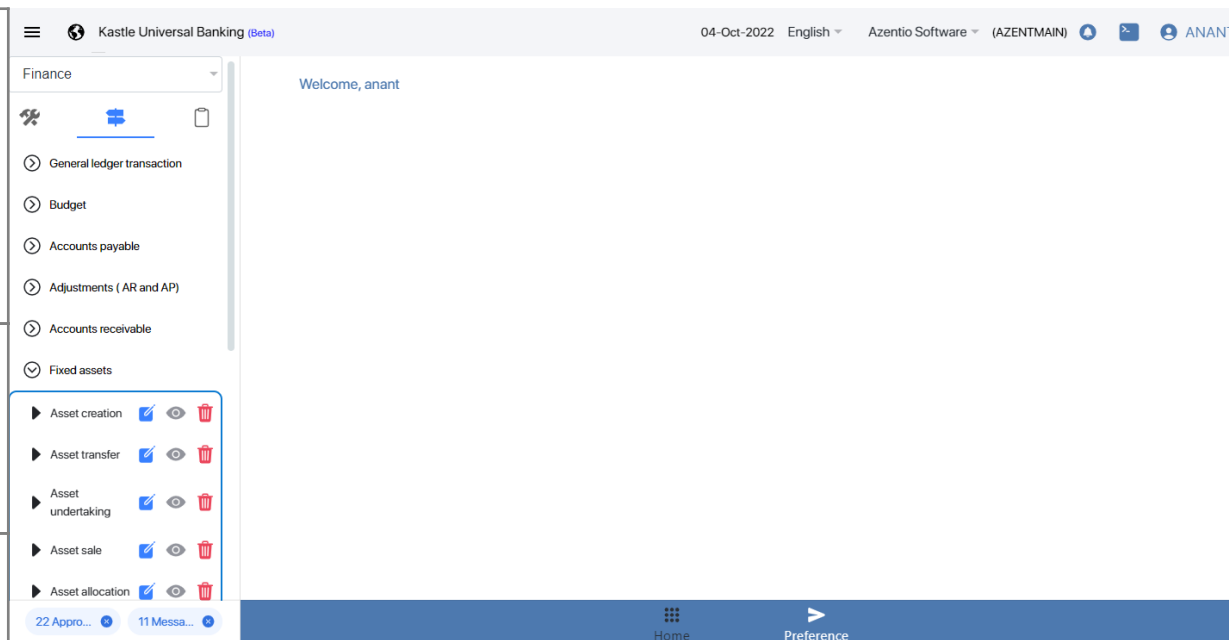 Kastle Universal Banking (Beta)
04-Oct-2022 English Azentio Software (AZENTMAIN) ANANT
Finance
Welcome, anant
General ledger transaction
Budget
Accounts payable
Adjustments ( AR and AP)
Accounts receivable
Fixed assets
Asset creation
Asset transfer
Asset
undertaking
Asset sale
Asset allocation
22 Appro... 11 Messa...
Home Preference